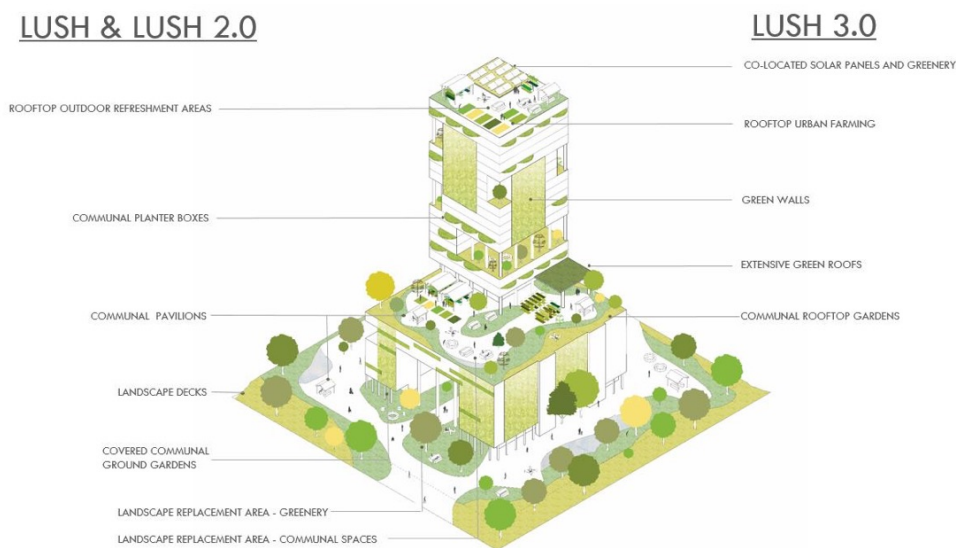 LUSH & LUSH 2.0
ROOFTOP OUTDOOR REFRESHMENT AREAS
COMMUNAL PLANTER BOXES
COMMUNAL PAVILIONS
LANDSCAPE DECKS
COVERED COMMUNAL
GROUND GARDENS
LANDSCAPE REPLACEMENT AREA - GREENERY
LANDSCAPE REPLACEMENT AREA - COMMUNAL SPACES
LUSH 3.0
CO-LOCATED SOLAR PANELS AND GREENERY
ROOFTOP URBAN FARMING
GREEN WALLS
EXTENSIVE GREEN ROOFS
COMMUNAL ROOFTOP GARDENS